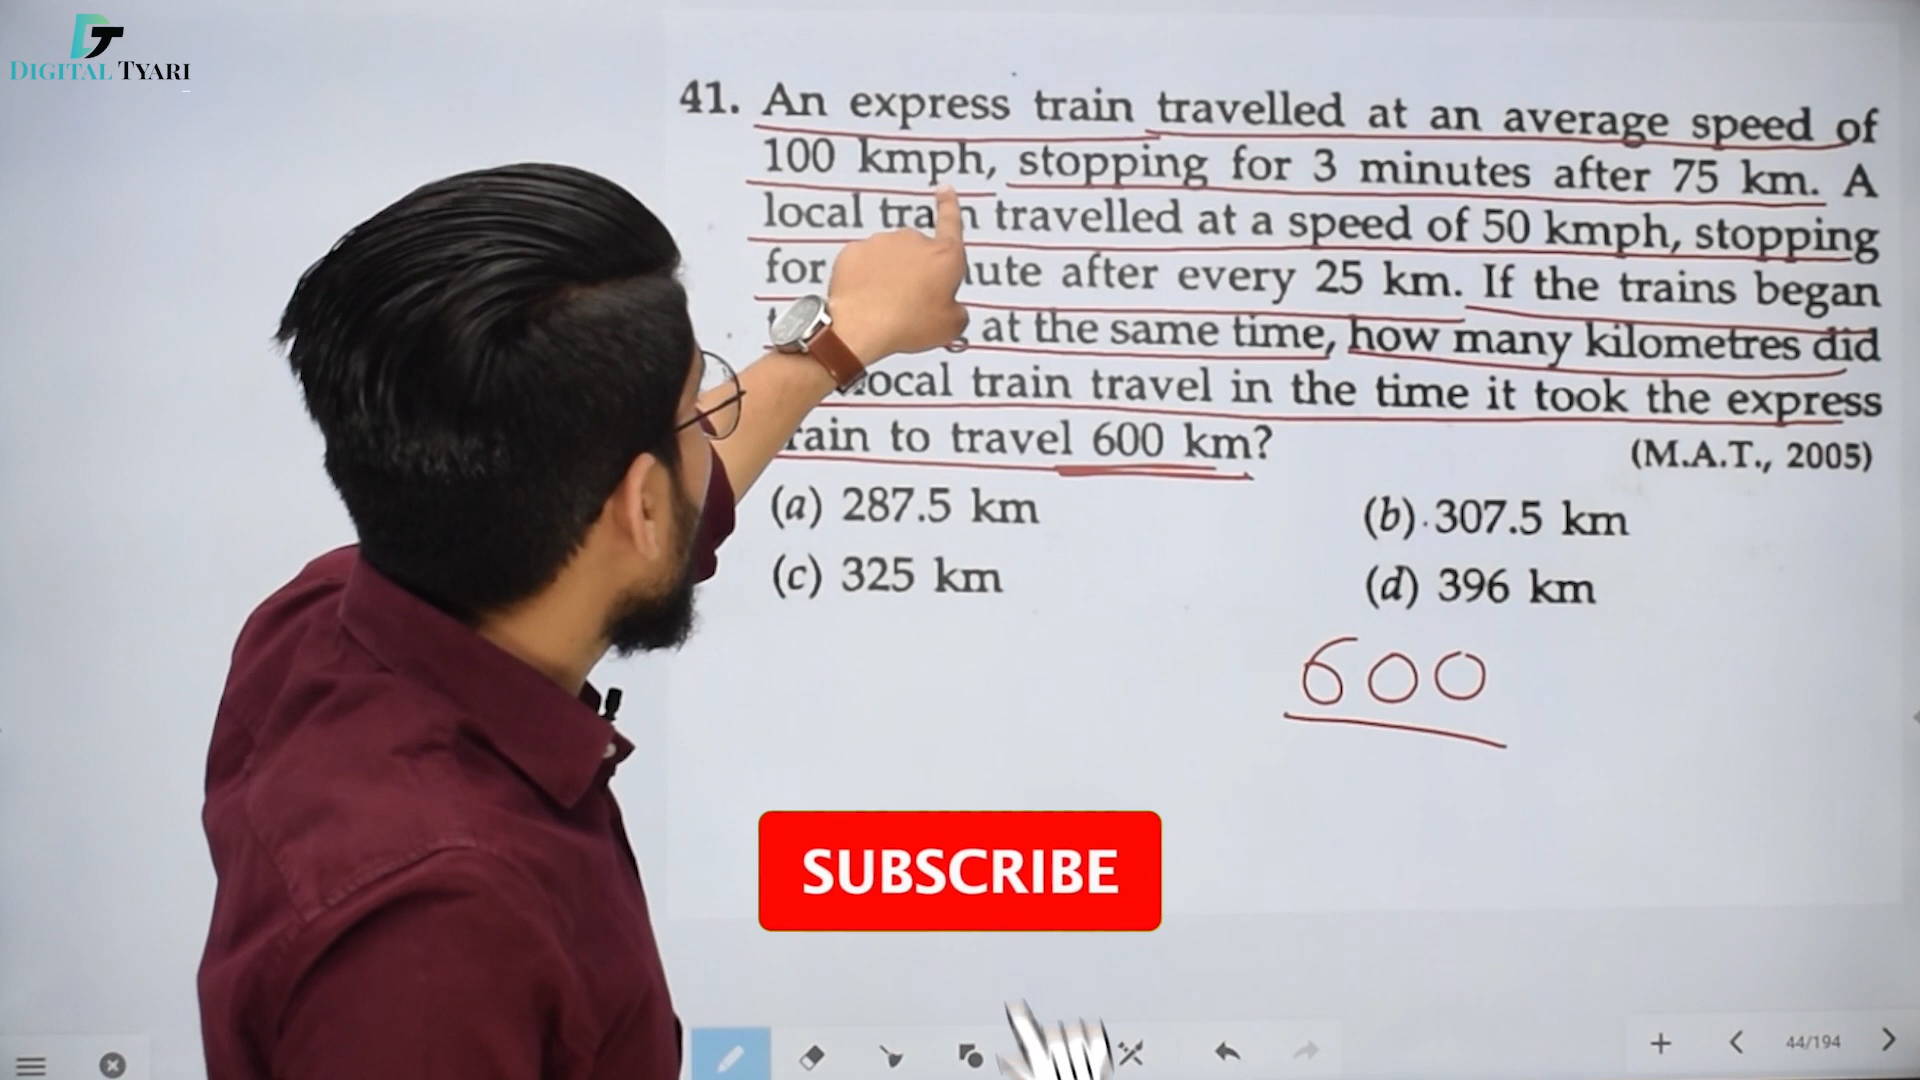 DIGITAL TYARI
41. An express train travelled at an average speed of
100 kmph, stopping for 3 minutes after 75 km. A
local train travelled at a speed of 50 kmph, stopping
for ute after every 25 km. If the trains began
at the same time, how many kilometres did
local train travel in the time it took the express
rain to travel 600 km?
(M.A.T., 2005)
(a) 287.5 km
(b) 307.5 km
(c) 325 km
(d) 396 km
600
SUBSCRIBE
44/194